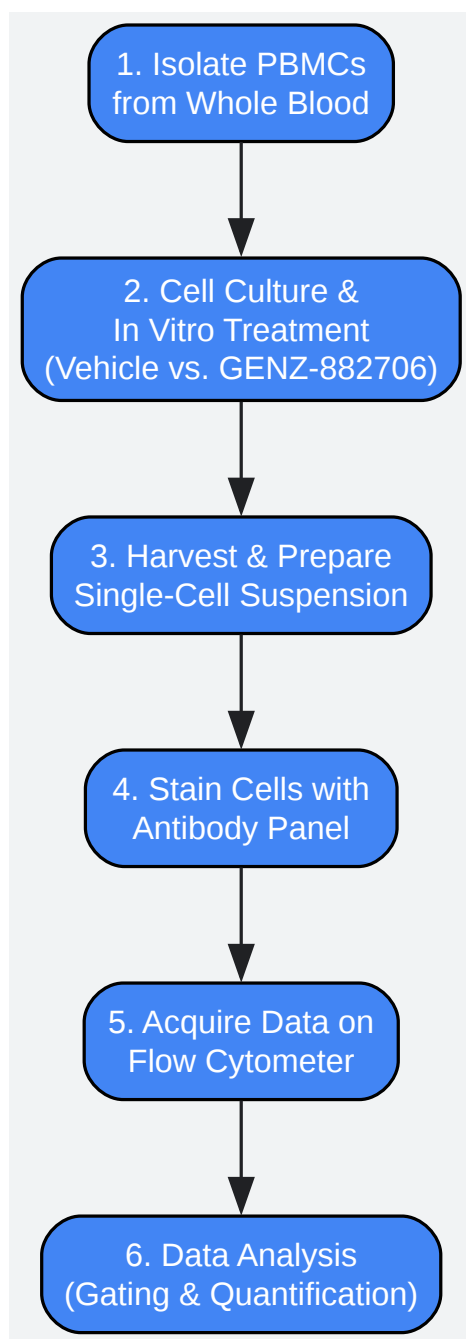 1. Isolate PBMCs
from Whole Blood
2. Cell Culture &
In Vitro Treatment
(Vehicle vs. GENZ-882706)
3. Harvest & Prepare
Single-Cell Suspension
4. Stain Cells with
Antibody Panel
5. Acquire Data on
Flow Cytometer
6. Data Analysis
(Gating & Quantification)